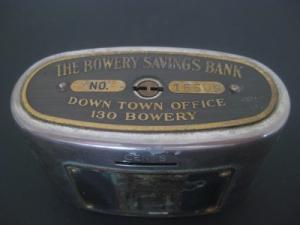 THE BOWERY SAVINGS BANK
NO.
DOWN TOWN OFFICE
130 BOWERY